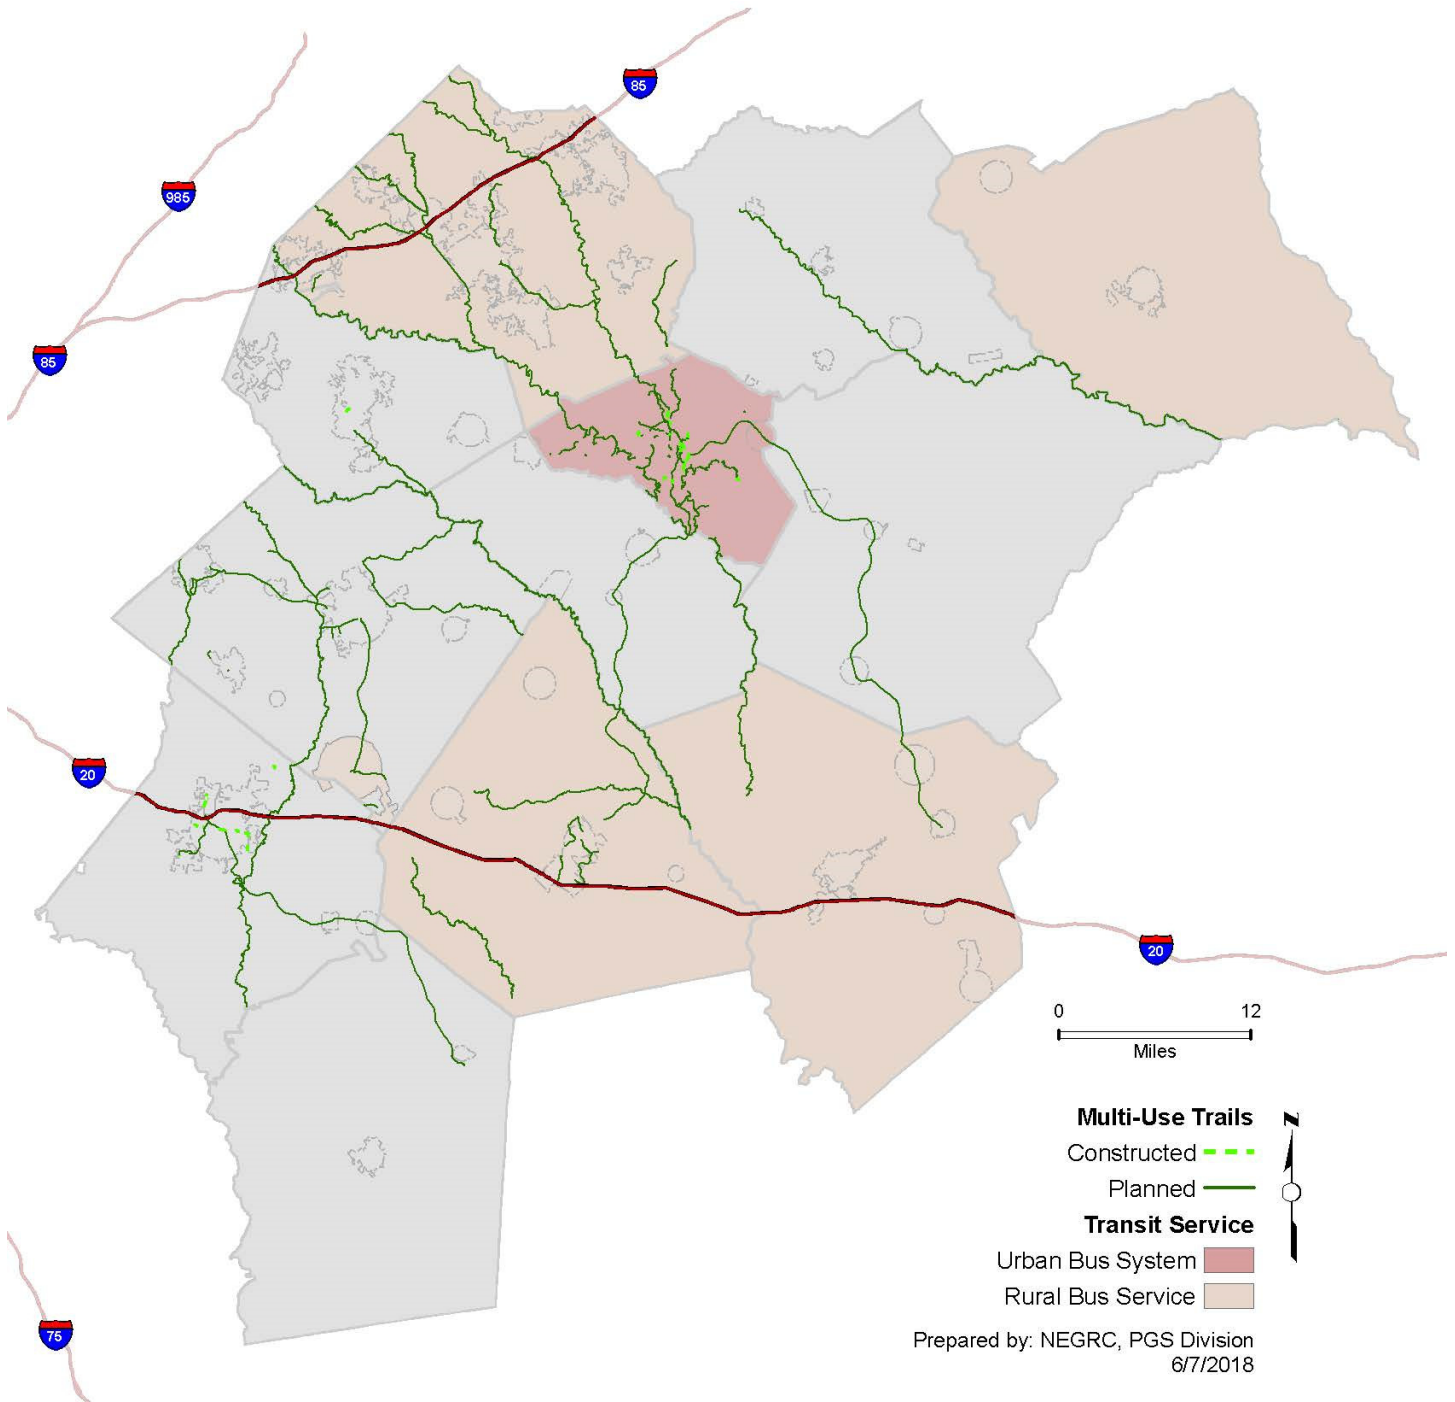 85
985
85
20
20
75
0 12
Miles
Multi-Use Trails
Constructed
Planned
Transit Service
Urban Bus System
Rural Bus Service
Prepared by: NEGRC, PGS Division
6/7/2018
N